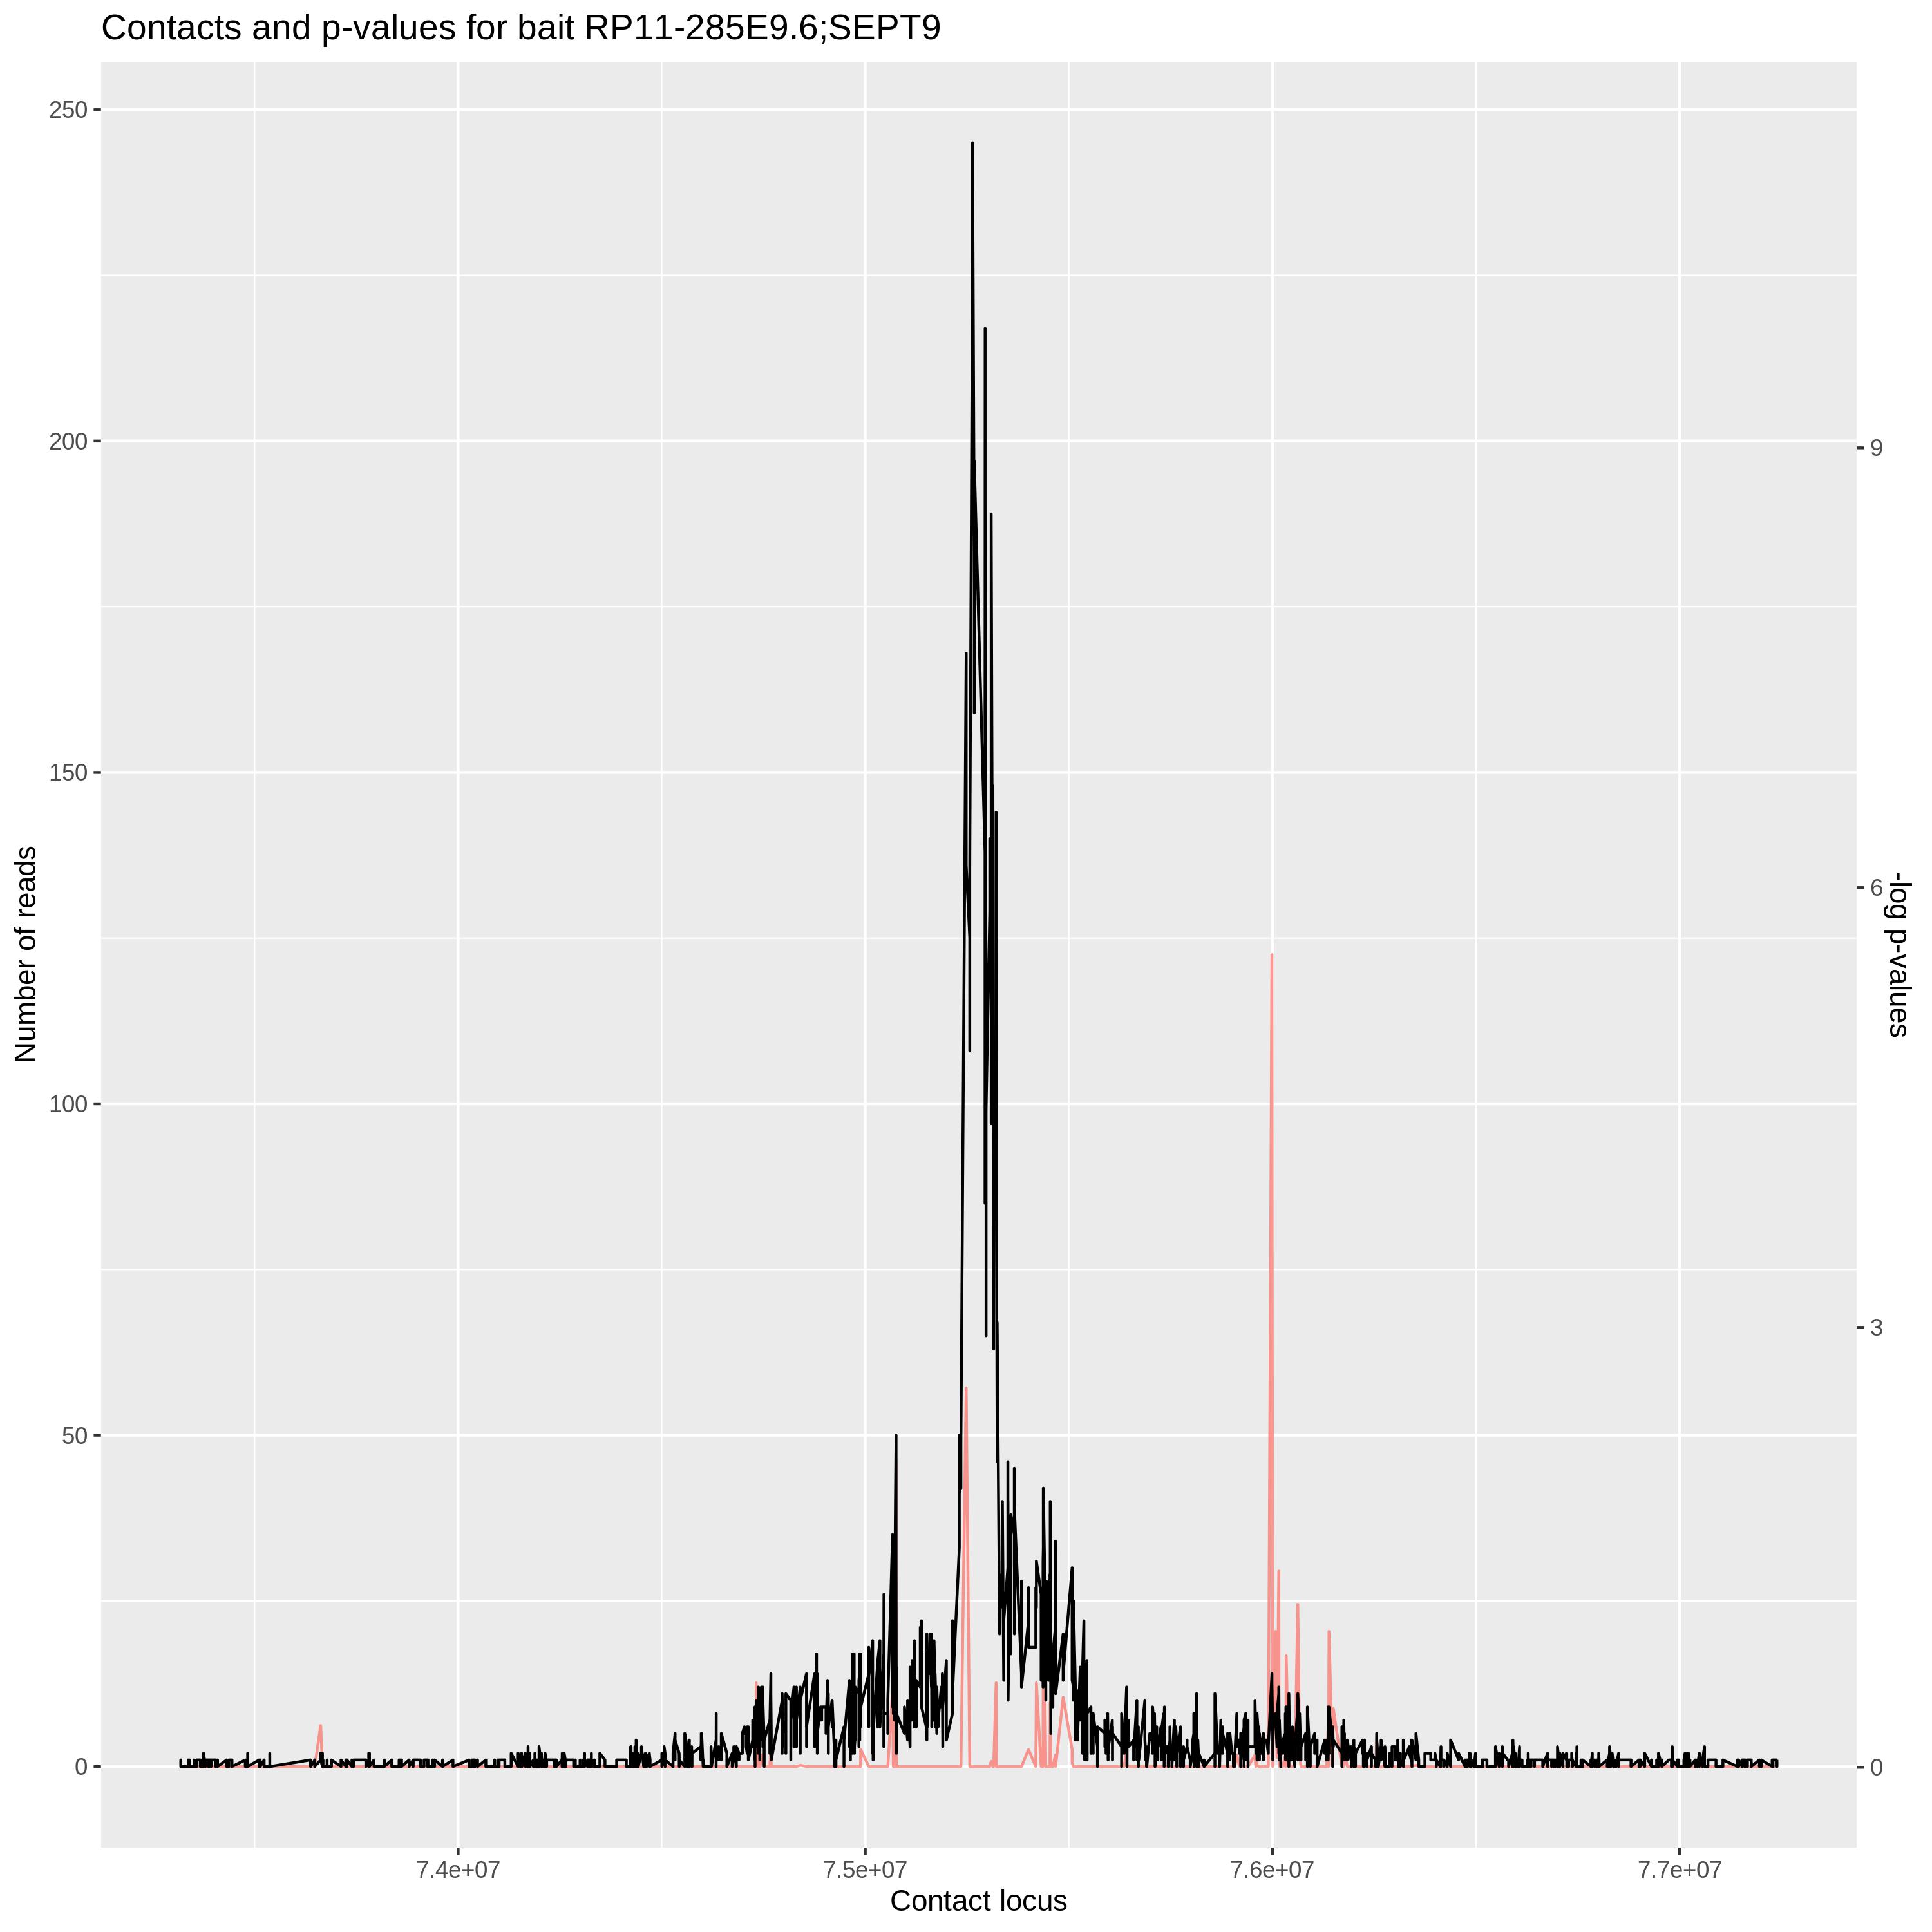 Contacts and p-values for bait RP11-285E9.6;SEPT9
250
200
150
100
50
0
Number of reads
9
6
3
0
-log p-values
7.4e+07
7.5e+07
7.6e+07
7.7e+07
Contact locus